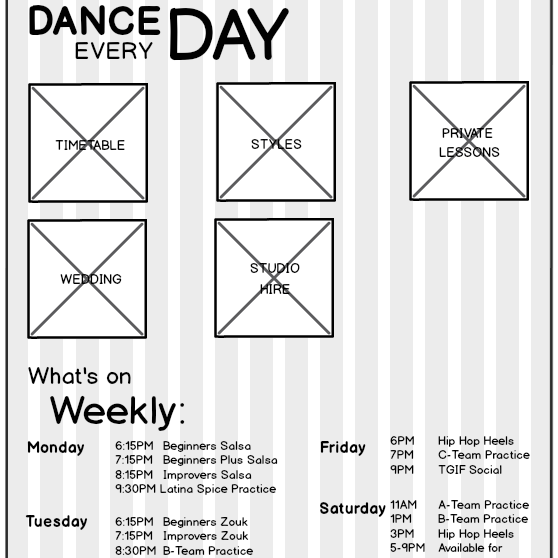 DANCE
EVERY DAY
TIMETABLE
STYLES
PRIVATE
LESSONS
WEDDING
STUDIO
HIRE
What's on
Weekly:
Monday
6:15PM Beginners Salsa
7:15PM Beginners Plus Salsa
8:15PM Improvers Salsa
9:30PM Latina Spice Practice
Tuesday
6:15PM Beginners Zouk
7:15PM Improvers Zouk
8:30PM B-Team Practice
Friday
6PM Hip Hop Heels
7PM C-Team Practice
9PM TGIF Social
Saturday
11AM A-Team Practice
1PM B-Team Practice
3PM Hip Hop Heels
5-9PM Available for